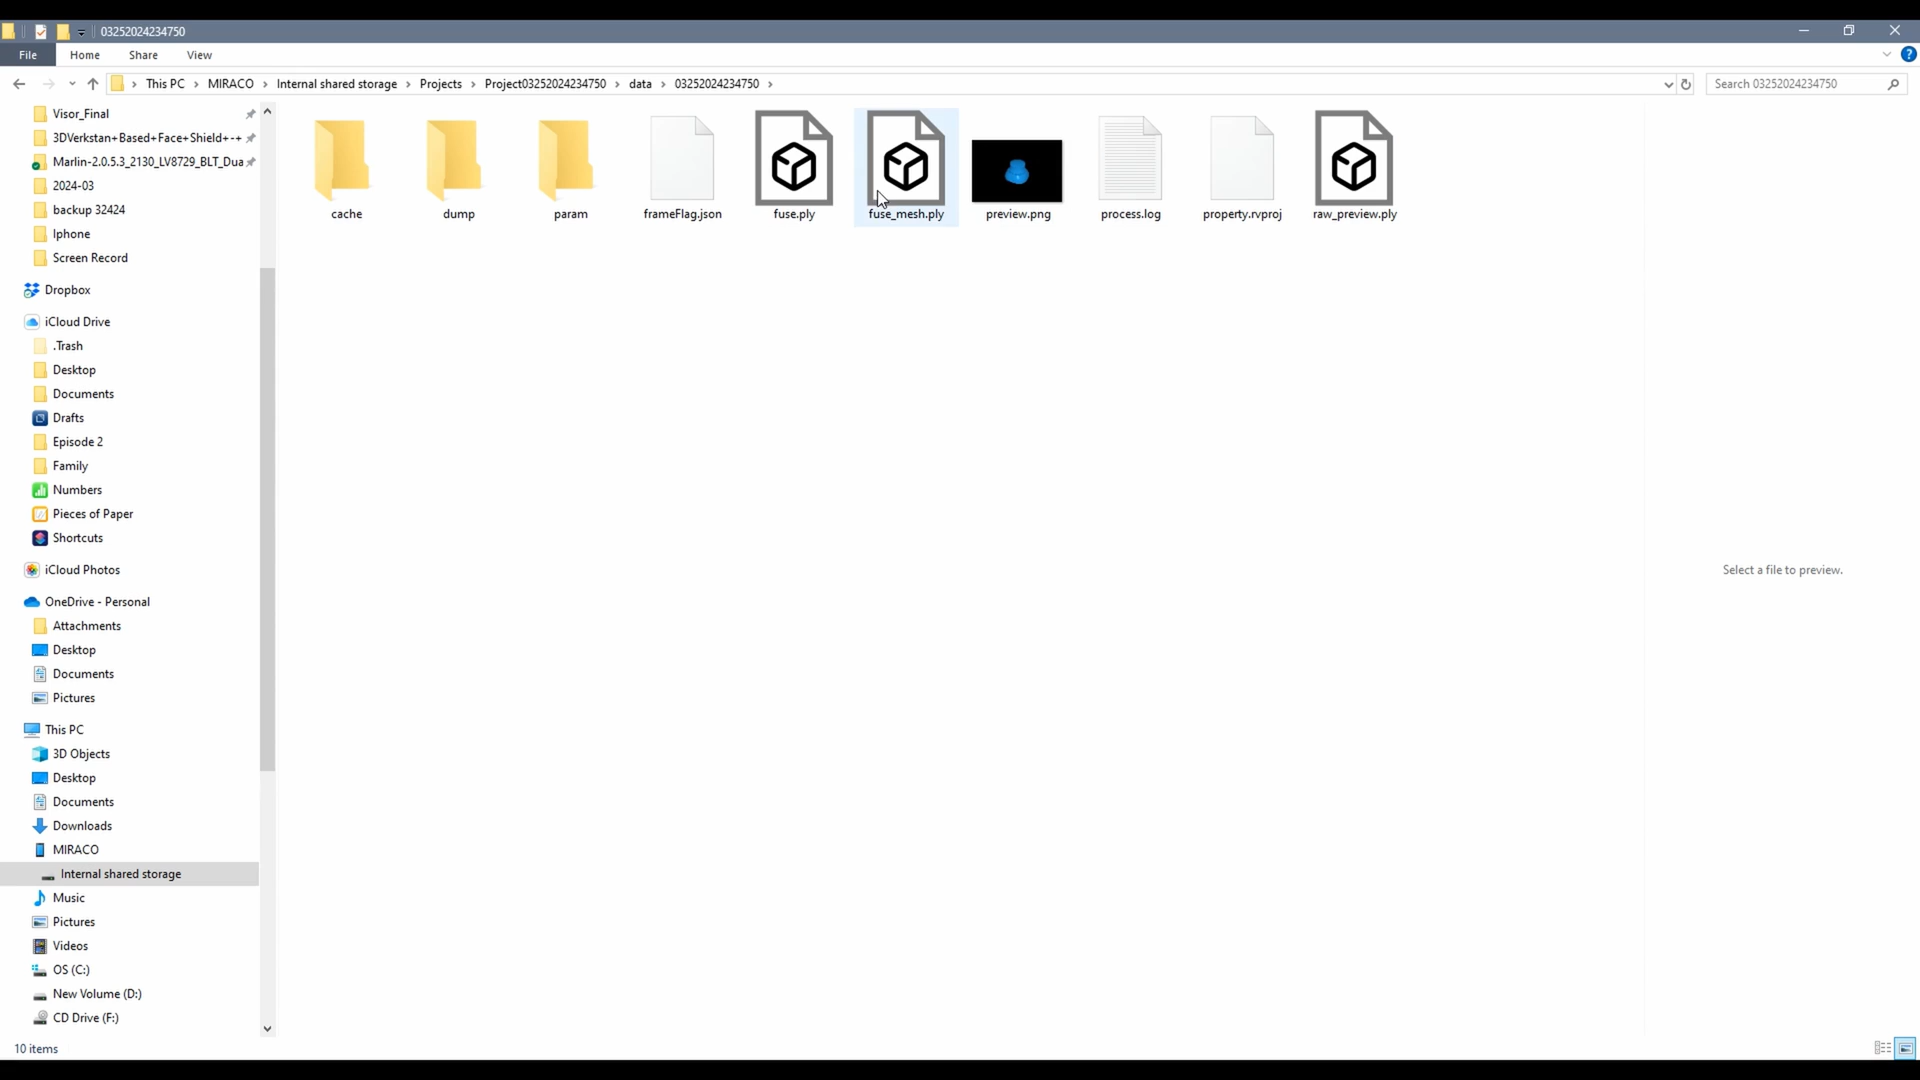 03252024234750
File Home Share View
This PC › MIRACO › Internal shared storage › Projects › Project03252024234750 › data › 03252024234750 ›
Search 03252024234750
Visor_Final
3DVerkstan+Based+Face+Shield+-+
Marlin-2.0.5.3_2130_LV8729_BLT_Dua
2024-03
backup 32424
Iphone
Screen Record
Dropbox
iCloud Drive
.Trash
Desktop
Documents
Drafts
Episode 2
Family
Numbers
Pieces of Paper
Shortcuts
iCloud Photos
OneDrive - Personal
Attachments
Desktop
Documents
Pictures
This PC
3D Objects
Desktop
Documents
Downloads
MIRACO
Internal shared storage
Music
Pictures
Videos
OS (C:)
New Volume (D:)
CD Drive (F:)
cache dump param frameFlag.json fuse.ply fuse_mesh.ply preview.png process.log property.rvproj raw_preview.ply
Select a file to preview.
10 items